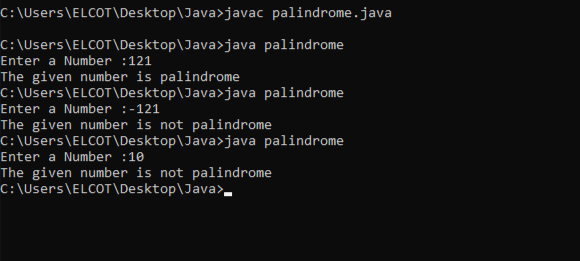 C:\Users\ELCOT\Desktop\Java>javac palindrome.java
C:\Users\ELCOT\Desktop\Java>java palindrome
Enter a Number :121
The given number is palindrome
C:\Users\ELCOT\Desktop\Java>java palindrome
Enter a Number :-121
The given number is not palindrome
C:\Users\ELCOT\Desktop\Java>java palindrome
Enter a Number :10
The given number is not palindrome
C:\Users\ELCOT\Desktop\Java>